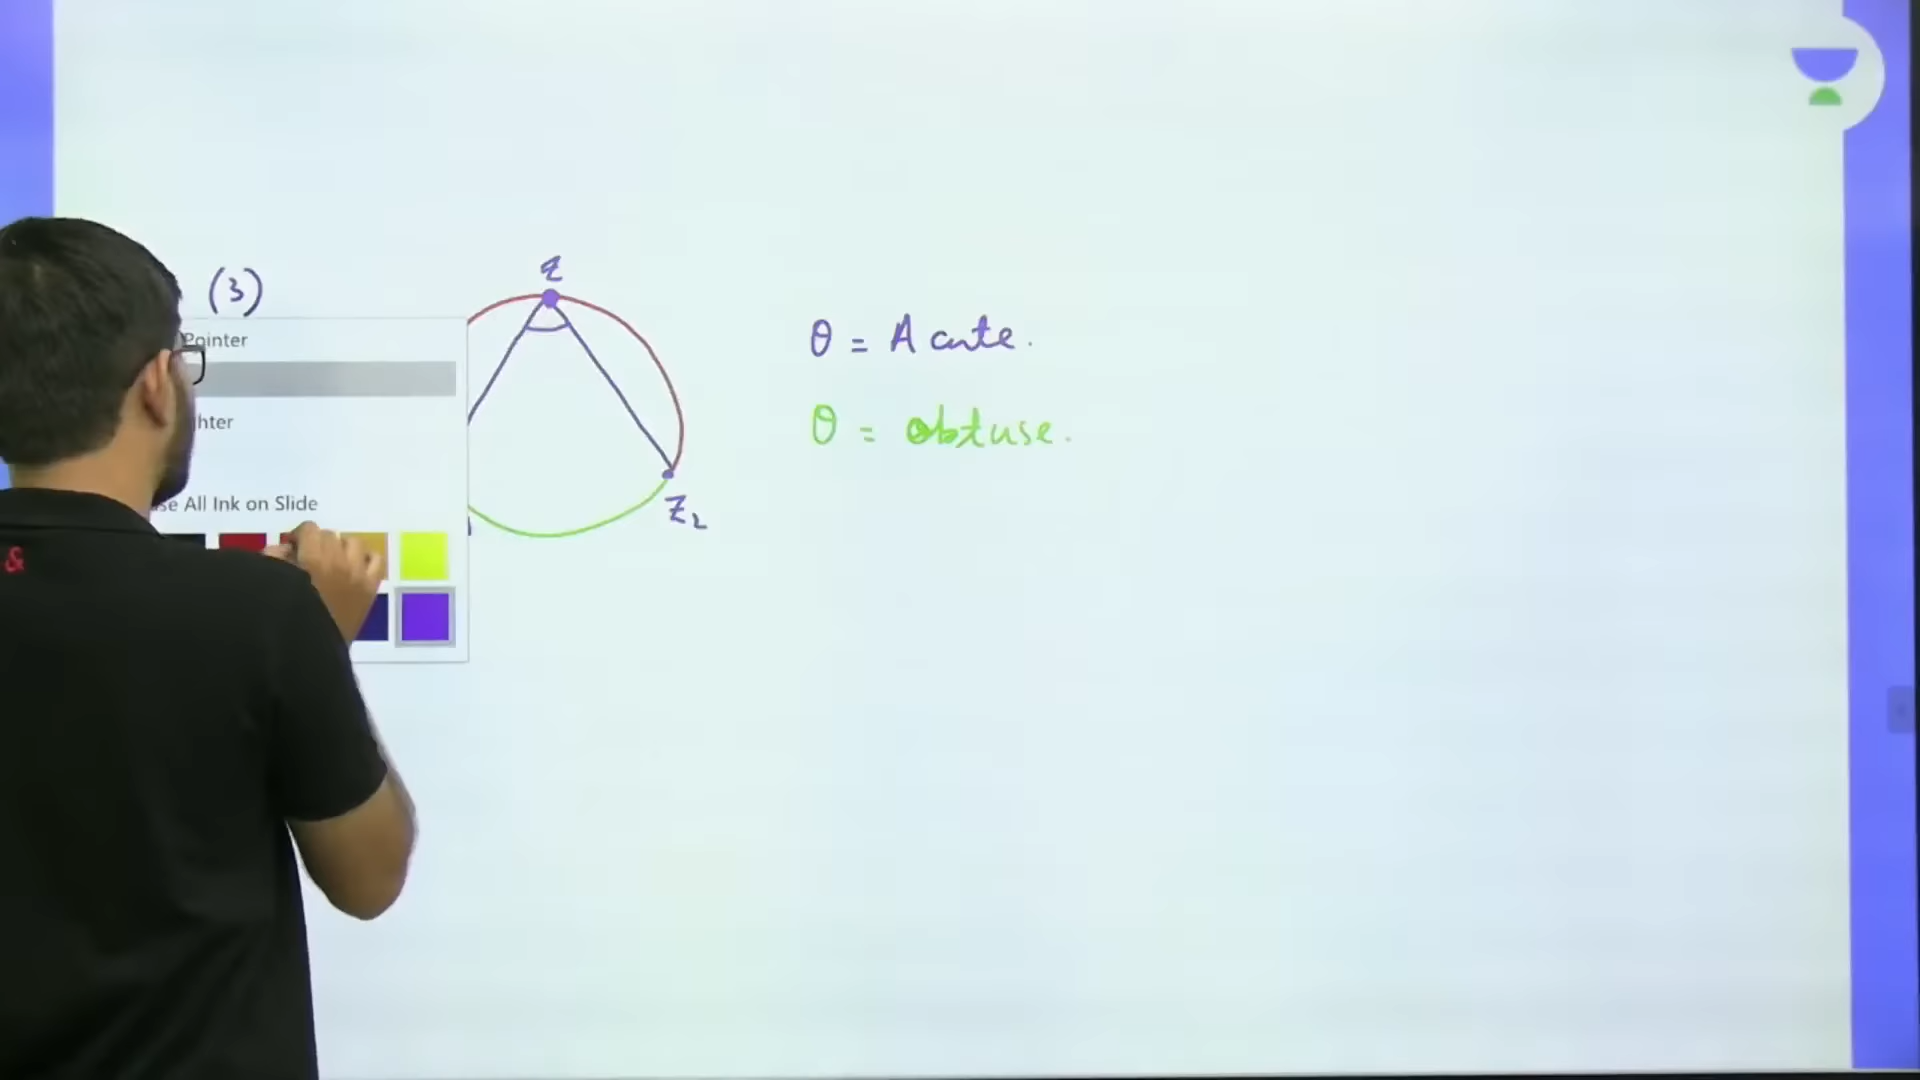 (3)
z
Pointer
hter
se All Ink on Slide
θ = Acute.
θ = obtuse.
z₂
&